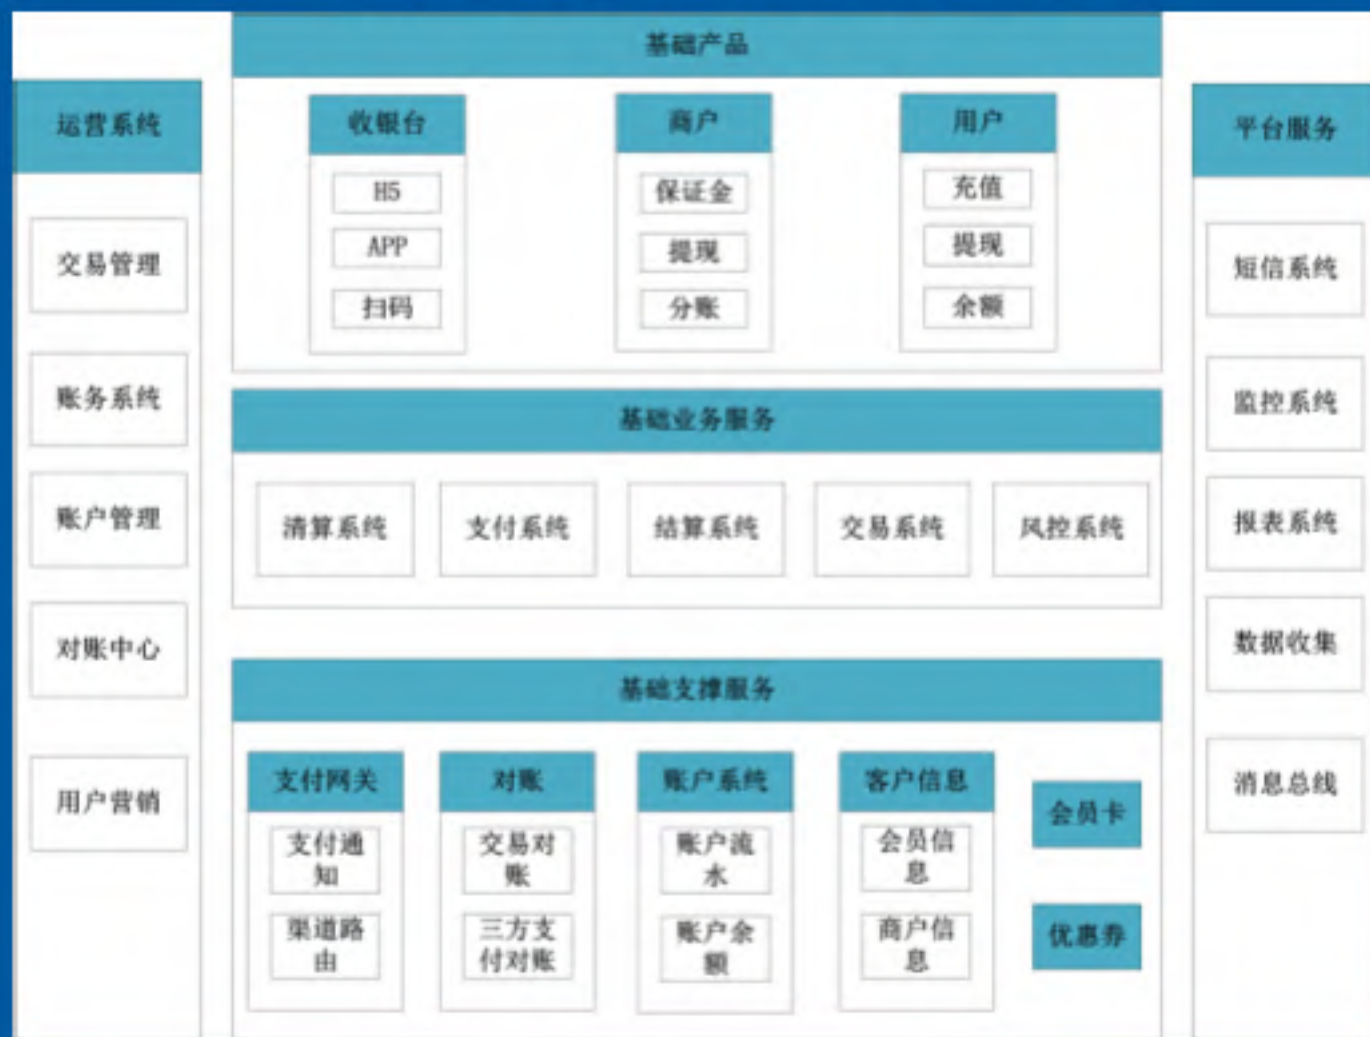 基础产品
运营系统
交易管理
账务系统
账户管理
对账中心
用户营销
收银台
H5
APP
扫码
商户
保证金
提现
分账
用户
充值
提现
余额
基础业务服务
清算系统
支付系统
结算系统
交易系统
风控系统
基础支撑服务
支付网关
支付通
知
渠道路
由
对账
交易对
账
三方支
付对账
账户系统
账户流
水
账户余
额
客户信息
会员信
息
商户信
息
会员卡
优惠券
平台服务
短信系统
监控系统
报表系统
数据收集
消息总线